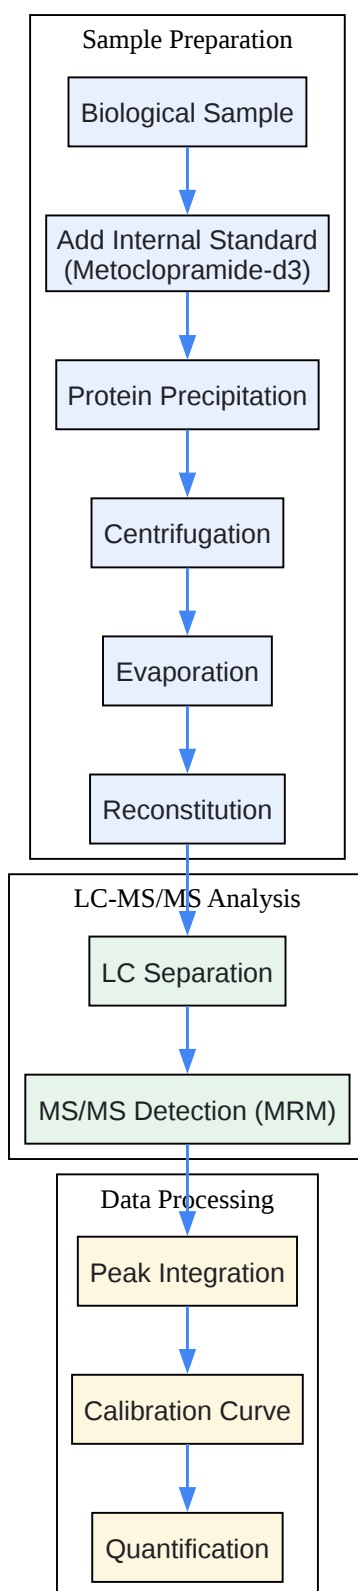 Sample Preparation
Biological Sample
Add Internal Standard
(Metoclopramide-d3)
Protein Precipitation
Centrifugation
Evaporation
Reconstitution
LC-MS/MS Analysis
LC Separation
MS/MS Detection (MRM)
Data Processing
Peak Integration
Calibration Curve
Quantification